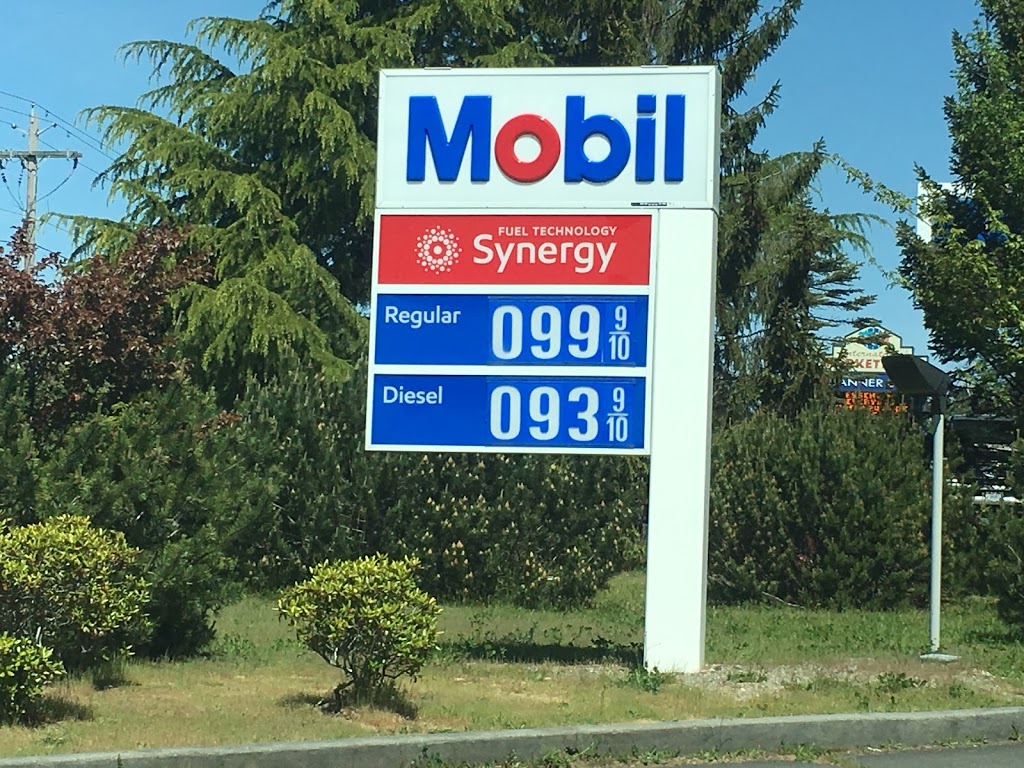 Mobil
FUEL TECHNOLOGY
Synergy
Regular 099 9/10
Diesel 093 9/10